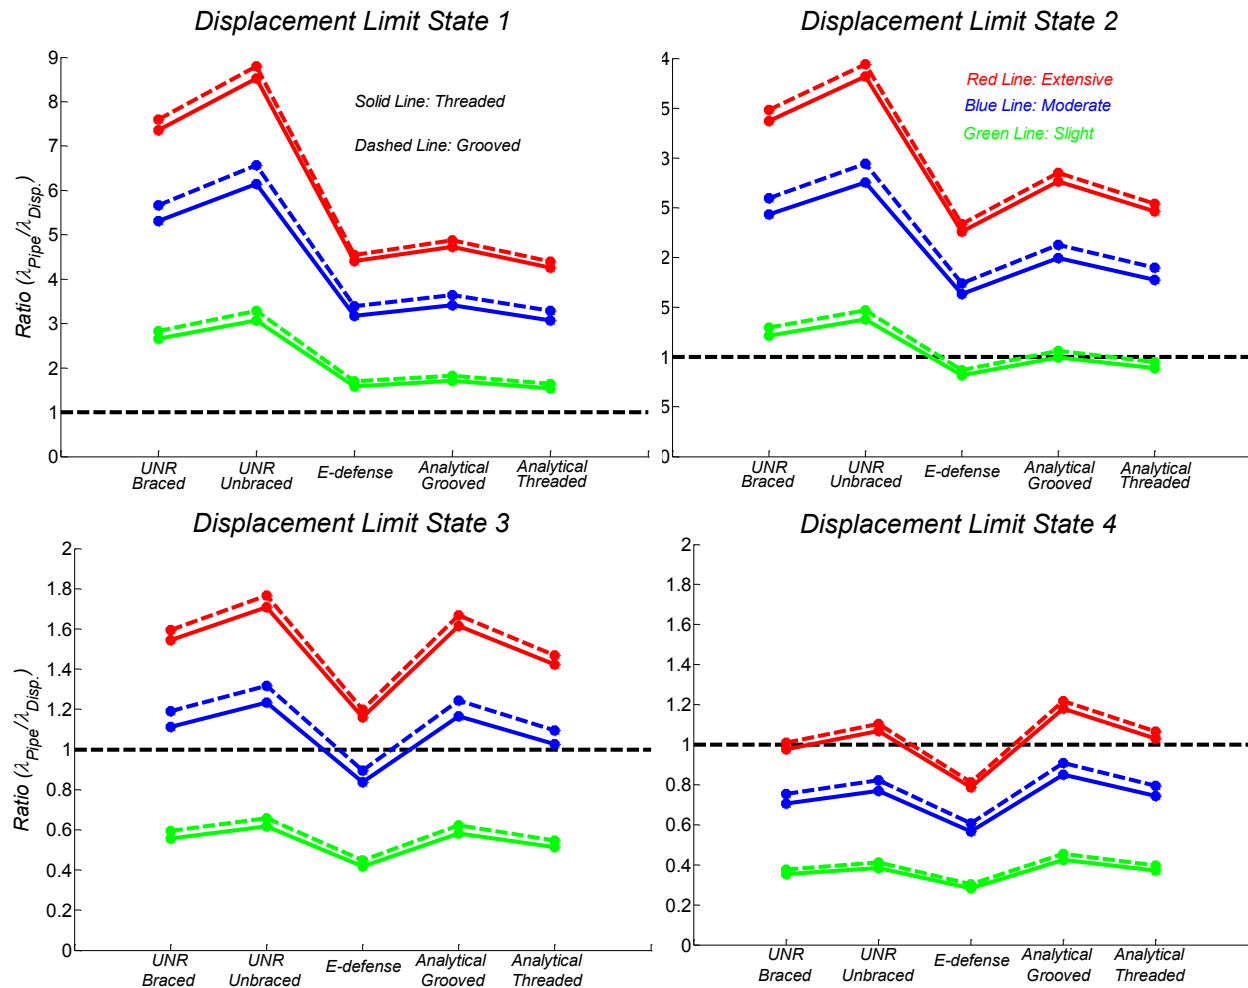 Displacement Limit State 1
9
8
7
6
5
4
3
2
1
0
Ratio (λPipe/λDisp.)
Solid Line: Threaded
Dashed Line: Grooved
UNR
Braced
UNR
Unbraced
E-defense
Analytical
Grooved
Analytical
Threaded
Displacement Limit State 2
4
5
3
5
2
5
1
5
0
Red Line: Extensive
Blue Line: Moderate
Green Line: Slight
UNR
Braced
UNR
Unbraced
E-defense
Analytical
Grooved
Analytical
Threaded
Displacement Limit State 3
2
1.8
1.6
1.4
1.2
1
0.8
0.6
0.4
0.2
0
Ratio (λPipe/λDisp.)
UNR
Braced
UNR
Unbraced
E-defense
Analytical
Grooved
Analytical
Threaded
Displacement Limit State 4
2
1.8
1.6
1.4
1.2
1
0.8
0.6
0.4
0.2
0
UNR
Braced
UNR
Unbraced
E-defense
Analytical
Grooved
Analytical
Threaded